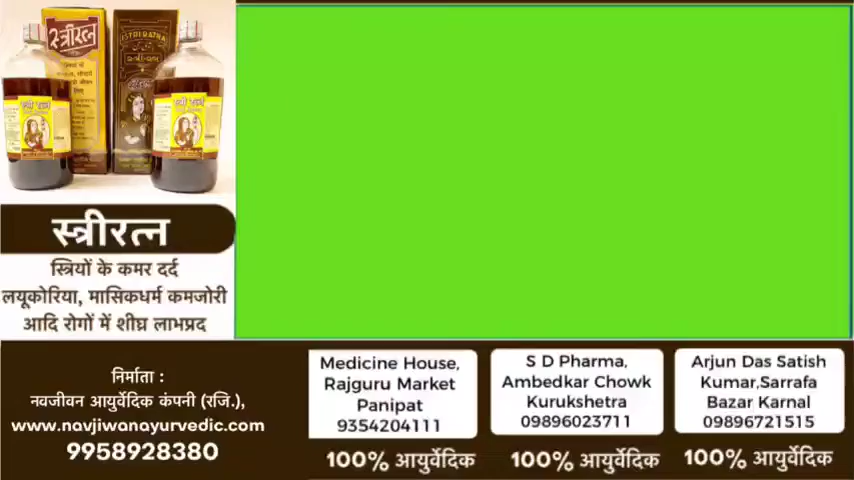 स्त्रीरत्न
STRI RATNA
स्त्रीरत्न
स्त्रियों के कमर दर्द
लयूकोरिया, मासिकधर्म कमजोरी
आदि रोगों में शीघ्र लाभप्रद
निर्माता :
नवजीवन आयुर्वेदिक कंपनी (रजि.),
www.navjiwanayurvedic.com
9958928380
Medicine House,
Rajguru Market
Panipat
9354204111
100% आयुर्वेदिक
S D Pharma,
Ambedkar Chowk
Kurukshetra
09896023711
100% आयुर्वेदिक
Arjun Das Satish
Kumar,Sarrafa
Bazar Karnal
09896721515
100% आयुर्वेदिक